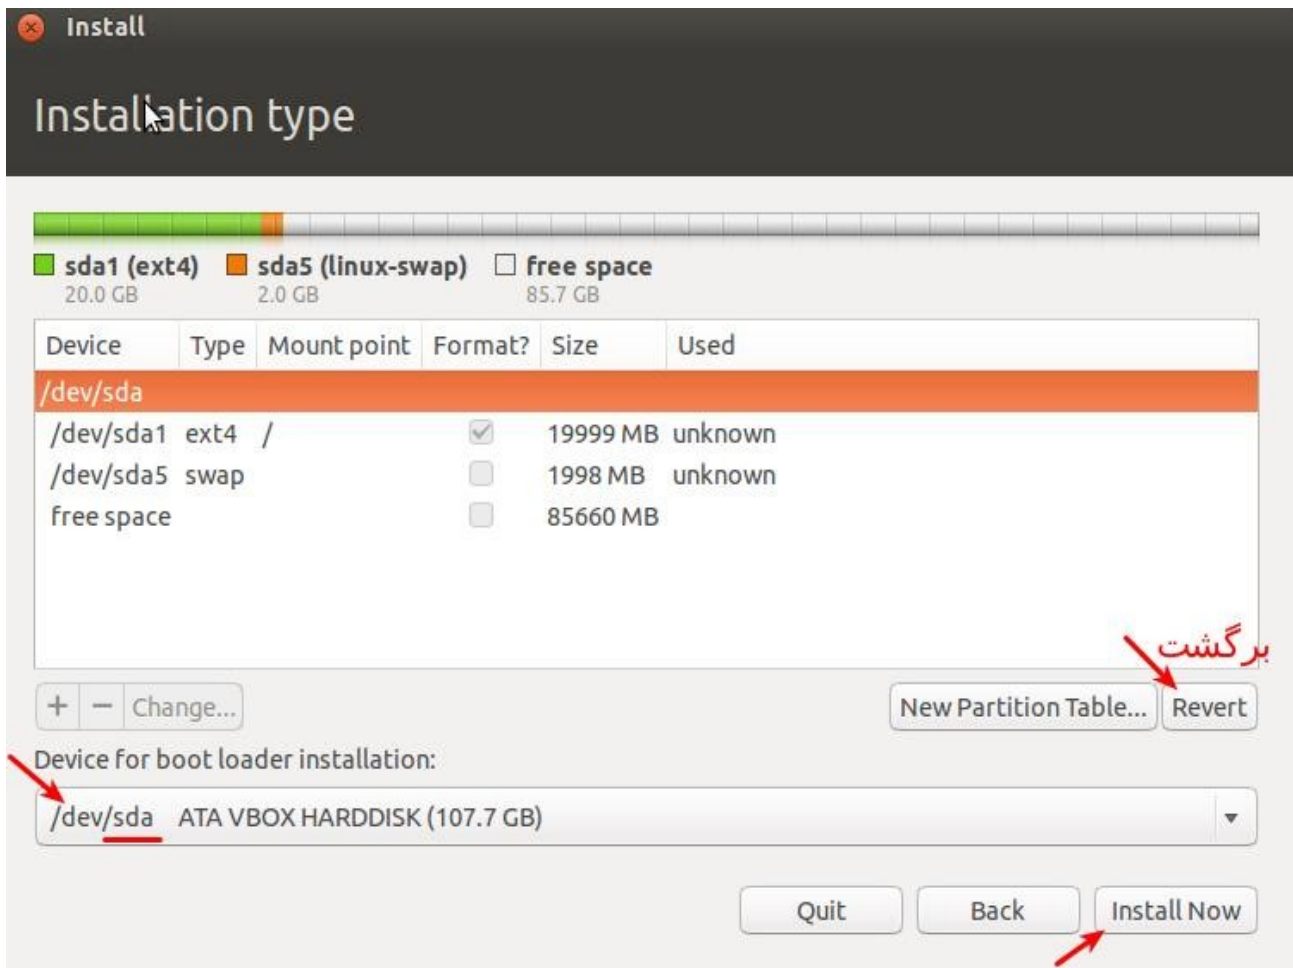 Install
Installation type
sda1 (ext4) sda5 (linux-swap) free space
20.0 GB 2.0 GB 85.7 GB
Device Type Mount point Format? Size Used
/dev/sda
/dev/sda1 ext4 / 19999 MB unknown
/dev/sda5 swap 1998 MB unknown
free space 85660 MB
برگشت
+ − Change... New Partition Table... Revert
Device for boot loader installation:
/dev/sda ATA VBOX HARDDISK (107.7 GB)
Quit Back Install Now